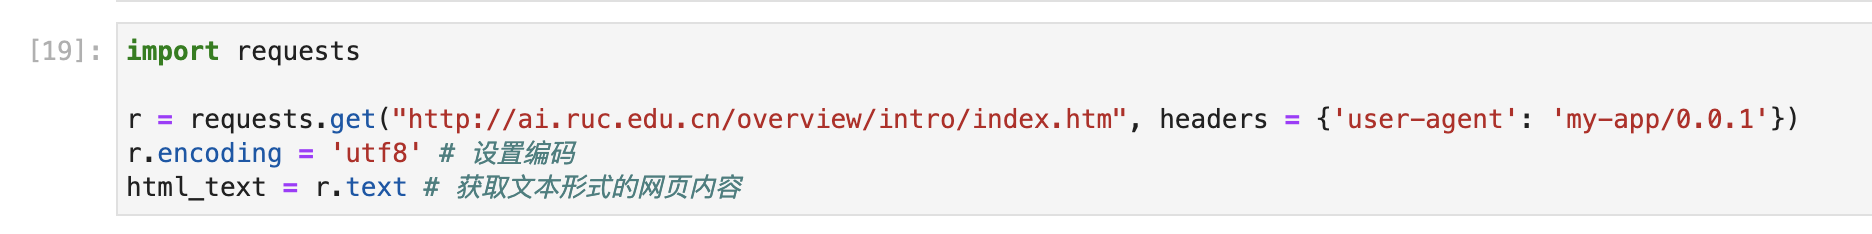 [19]:
import requests
r = requests.get("http://ai.ruc.edu.cn/overview/intro/index.htm", headers = {'user-agent': 'my-app/0.0.1'})
r.encoding = 'utf8' # 设置编码
html_text = r.text # 获取文本形式的网页内容